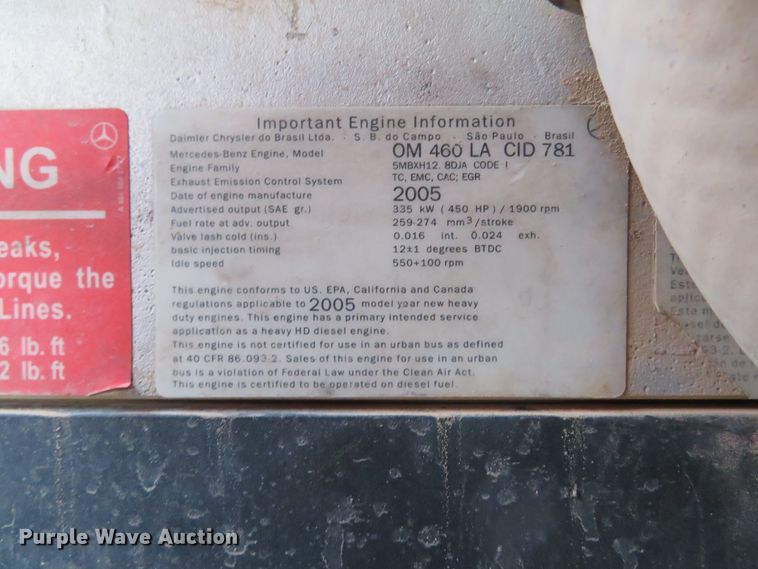 NG
eaks,
orque the
Lines.
6 lb. ft
2 lb. ft
Important Engine Information
Daimler Chrysler do Brasil Ltda. - S. B. do Campo - São Paulo - Brasil
Mercedes-Benz Engine, Model OM 460 LA CID 781
Engine Family 5MBXH12. 8DJA CODE I
Exhaust Emission Control System TC, EMC, CAC; EGR
Date of engine manufacture 2005
Advertised output (SAE gr.) 335 kW ( 450 HP ) / 1900 rpm
Fuel rate at adv. output 259-274 mm³/stroke
Valve lash cold (ins.) 0.016 int. 0.024 exh.
basic injection timing 12±1 degrees BTDC
Idle speed 550+100 rpm
This engine conforms to US. EPA, California and Canada
regulations applicable to 2005 model year new heavy
duty engines. This engine has a primary intended service
application as a heavy HD diesel engine.
This engine is not certified for use in an urban bus as defined
at 40 CFR 86.093-2. Sales of this engine for use in an urban
bus is a violation of Federal Law under the Clean Air Act.
This engine is certified to be operated on diesel fuel.
Purple Wave Auction